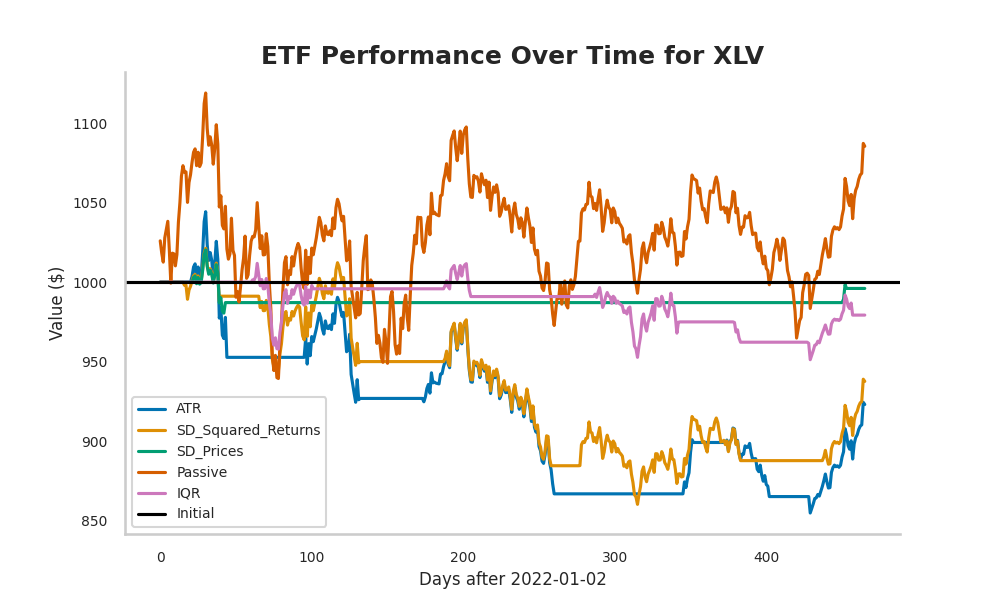 ETF Performance Over Time for XLV
Value ($)
1100
1050
1000
950
900
850
ATR
SD_Squared_Returns
SD_Prices
Passive
IQR
Initial
0 100 200 300 400
Days after 2022-01-02